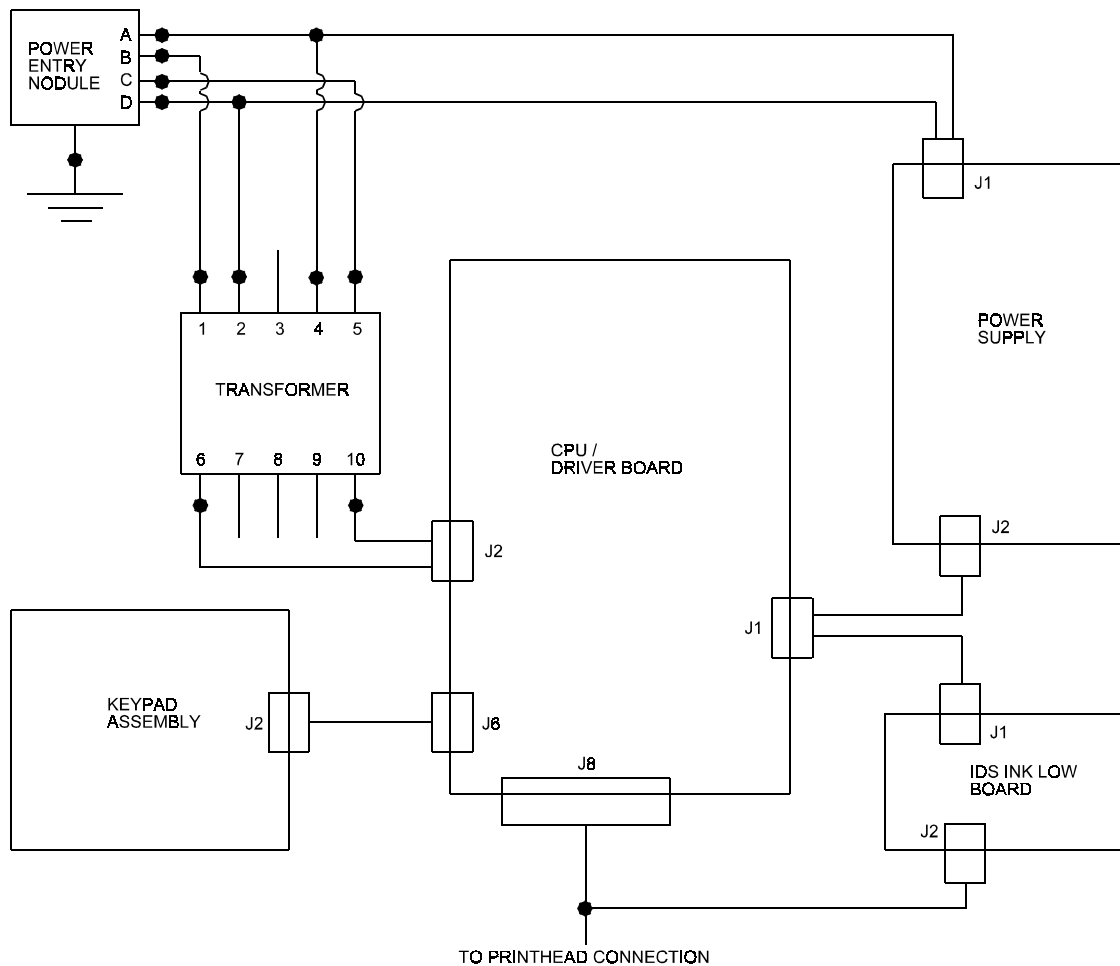 POWER
ENTRY
NODULE
A
B
C
D
J1
POWER
SUPPLY
1 2 3 4 5
TRANSFORMER
6 7 8 9 10
CPU /
DRIVER BOARD
J2
J2
J1
KEYPAD
ASSEMBLY
J2
J6
J1
J8
IDS INK LOW
BOARD
J2
TO PRINTHEAD CONNECTION